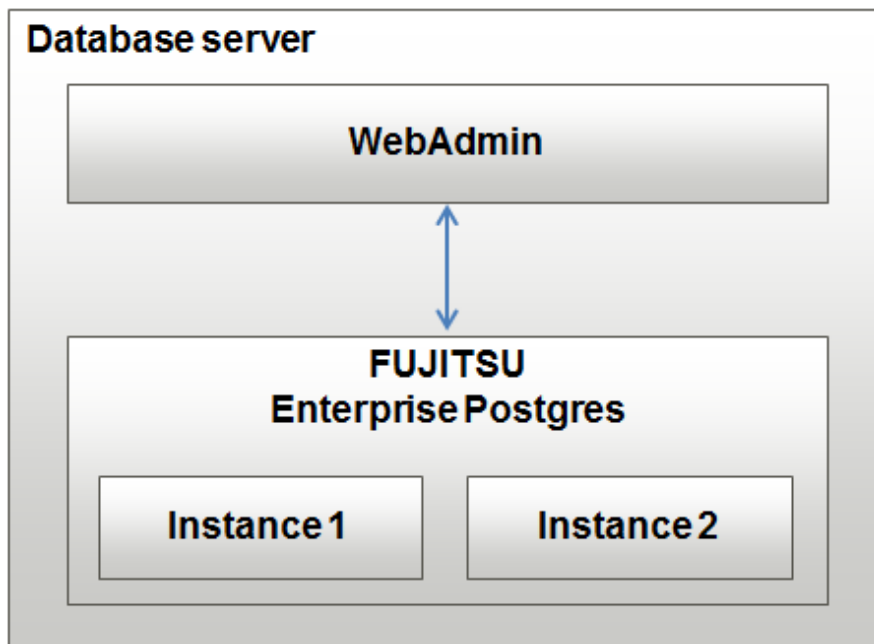 Database server
WebAdmin
FUJITSU
Enterprise Postgres
Instance 1
Instance 2